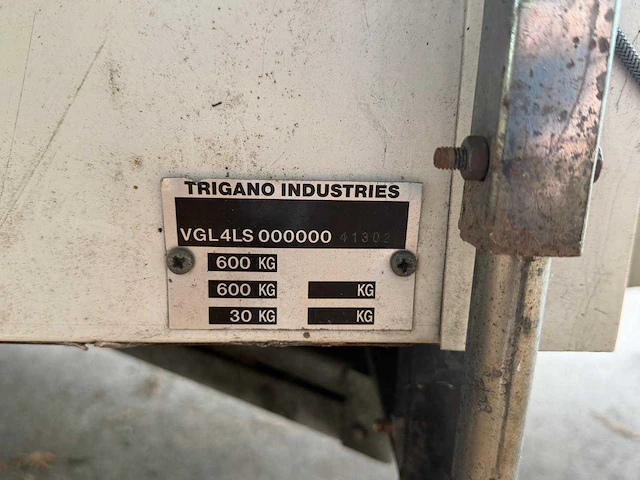 TRIGANO INDUSTRIES
VGL4LS 000000 41302
600 KG
600 KG KG
30 KG KG